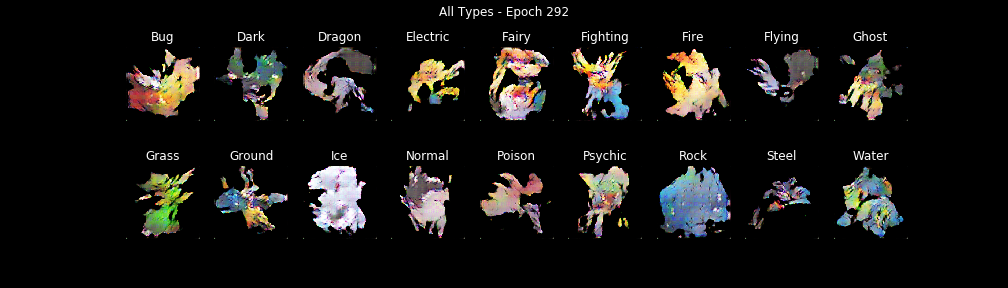 All Types - Epoch 292
Bug Dark Dragon Electric Fairy Fighting Fire Flying Ghost
Grass Ground Ice Normal Poison Psychic Rock Steel Water